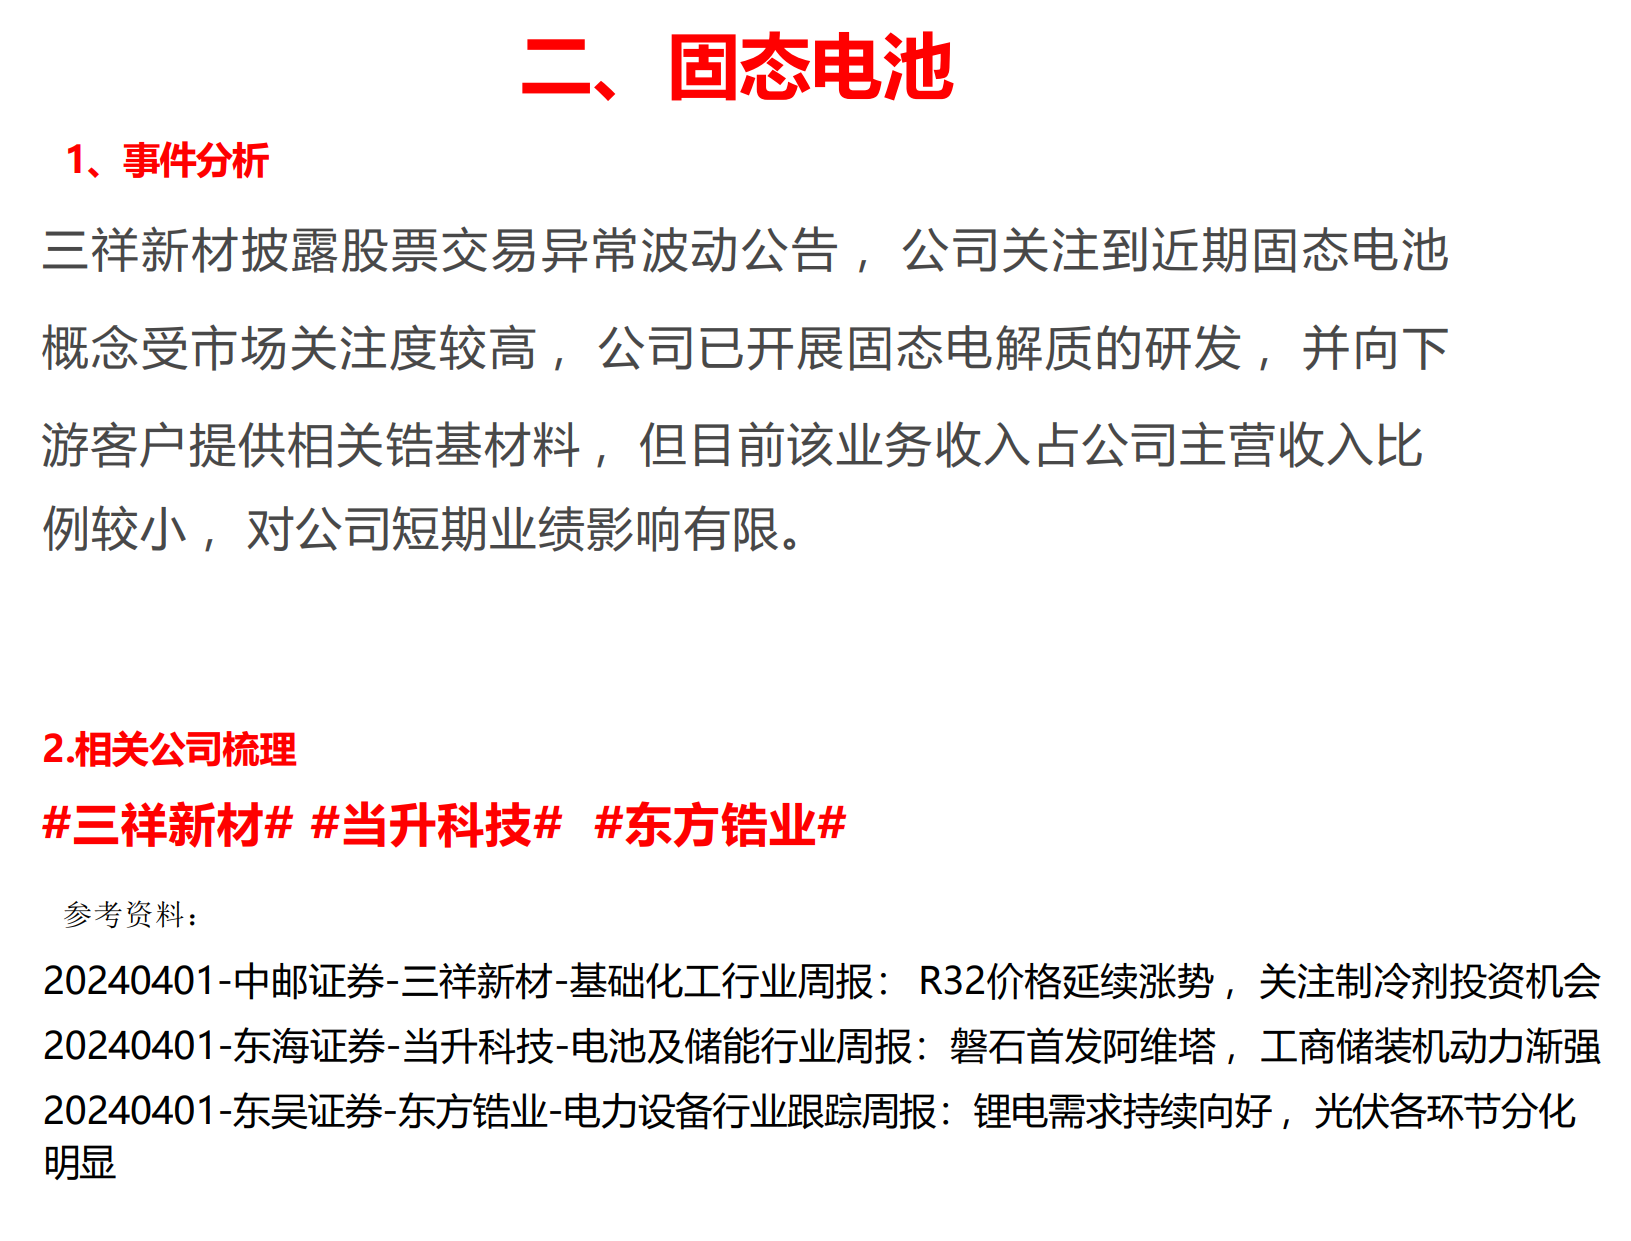 二、固态电池
1、事件分析
三祥新材披露股票交易异常波动公告，公司关注到近期固态电池
概念受市场关注度较高，公司已开展固态电解质的研发，并向下
游客户提供相关锆基材料，但目前该业务收入占公司主营收入比
例较小，对公司短期业绩影响有限。
2.相关公司梳理
#三祥新材# #当升科技# #东方锆业#
参考资料：
20240401-中邮证券-三祥新材-基础化工行业周报：R32价格延续涨势，关注制冷剂投资机会
20240401-东海证券-当升科技-电池及储能行业周报：磐石首发阿维塔，工商储装机动力渐强
20240401-东吴证券-东方锆业-电力设备行业跟踪周报：锂电需求持续向好，光伏各环节分化
明显